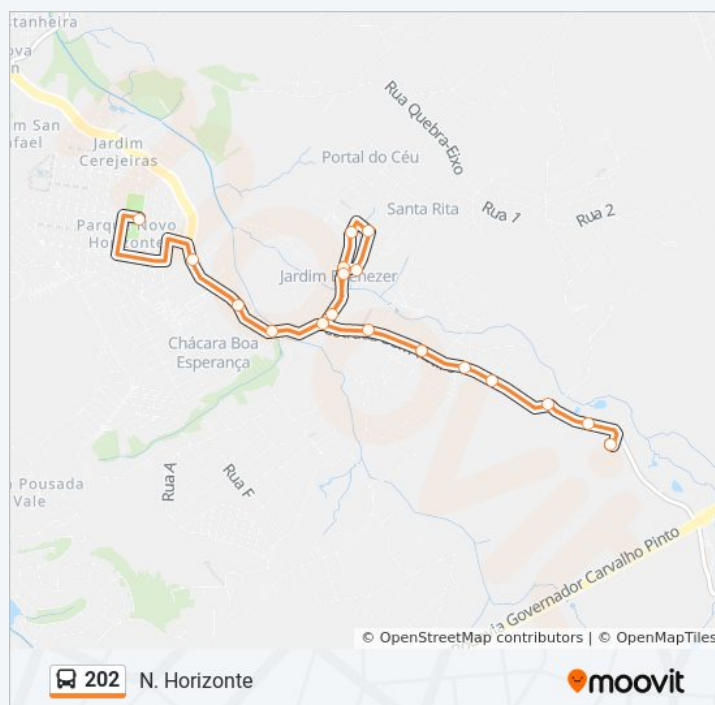 stanheira
ova
n
m San
afael
Jardim
Cerejeiras
Rua Quebra-Eixo
Portal do Céu
Santa Rita
Rua 1
Rua 2
Parque Novo
Horizonte
Jardim Ebenezer
Chácara Boa
Esperança
a Pousada
Vale
Rua A
Rua F
ia Governador Carvalho Pinto
© OpenStreetMap contributors | © OpenMapTiles
202 N. Horizonte
moovit